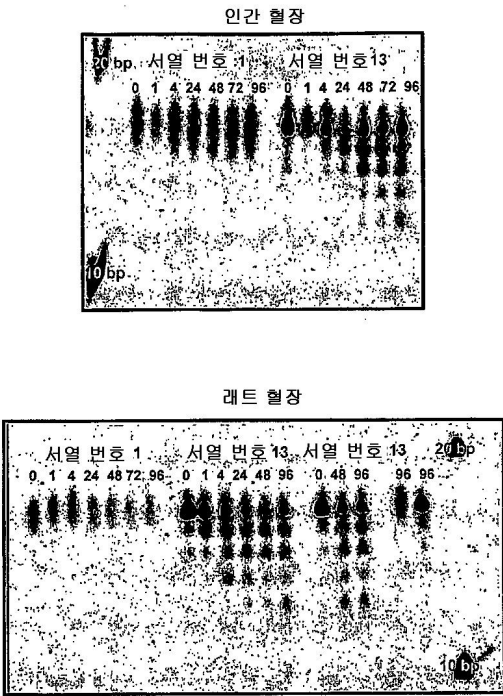 인간 혈장
20 bp 서열 번호 1 서열 번호13
0 1 4 24 48 72 96 0 1 4 24 48 72 96
10 bp
래트 혈장
서열 번호 1 서열 번호 13 서열 번호 13 20 bp
0 1 4 24 48 72 96 0 1 4 24 48 96 0 48 96 96 96
10 bp